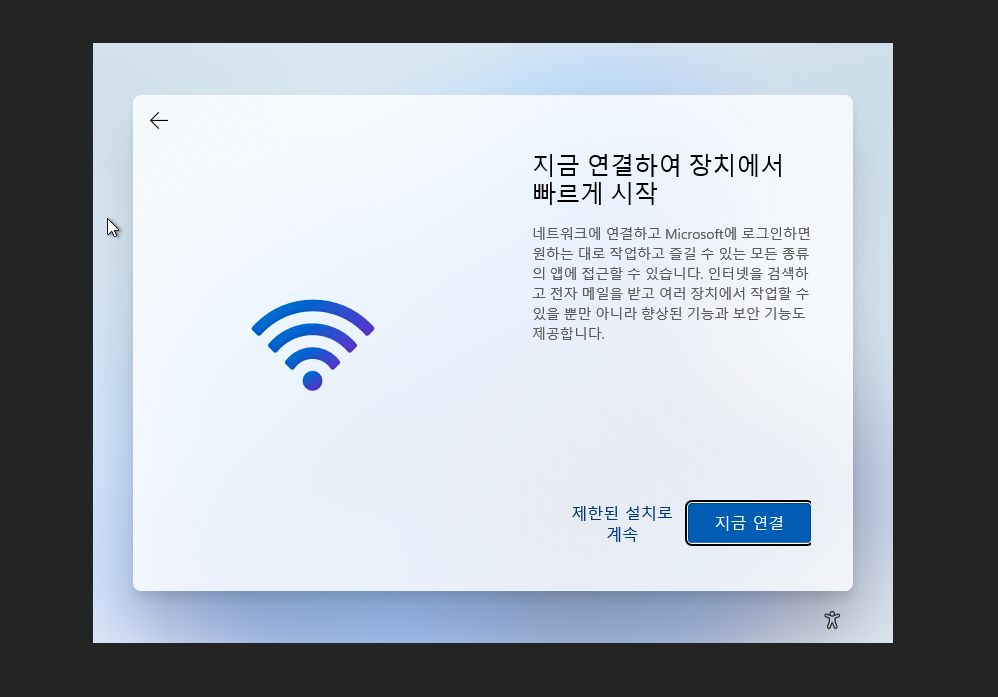 지금 연결하여 장치에서
빠르게 시작
네트워크에 연결하고 Microsoft에 로그인하면
원하는 대로 작업하고 즐길 수 있는 모든 종류
의 앱에 접근할 수 있습니다. 인터넷을 검색하
고 전자 메일을 받고 여러 장치에서 작업할 수
있을 뿐만 아니라 향상된 기능과 보안 기능도
제공합니다.
제한된 설치로
계속
지금 연결